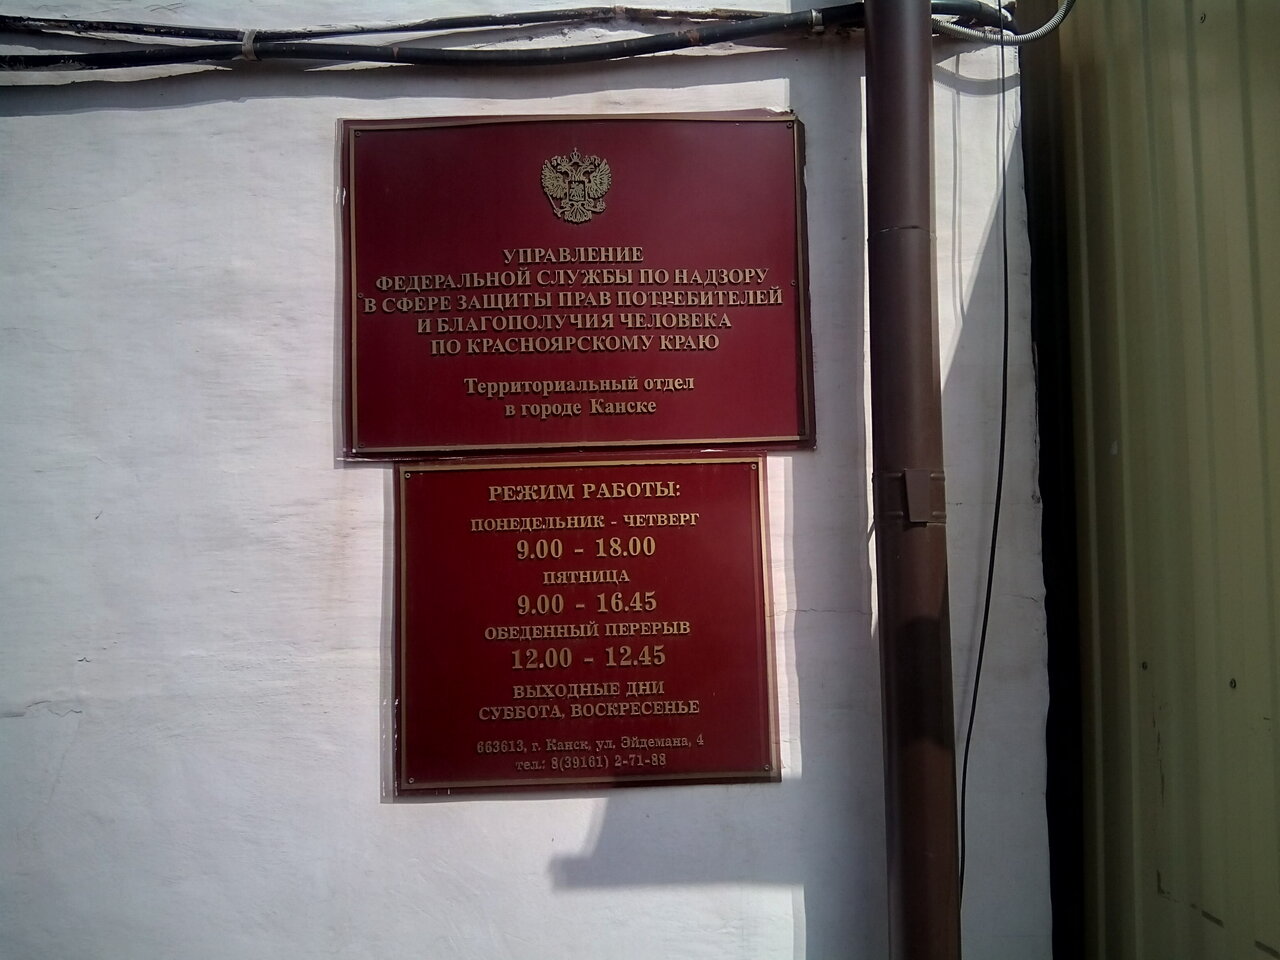 УПРАВЛЕНИЕ
ФЕДЕРАЛЬНОЙ СЛУЖБЫ ПО НАДЗОРУ
В СФЕРЕ ЗАЩИТЫ ПРАВ ПОТРЕБИТЕЛЕЙ
И БЛАГОПОЛУЧИЯ ЧЕЛОВЕКА
ПО КРАСНОЯРСКОМУ КРАЮ
Территориальный отдел
в городе Канске
РЕЖИМ РАБОТЫ:
ПОНЕДЕЛЬНИК - ЧЕТВЕРГ
9.00 - 18.00
ПЯТНИЦА
9.00 - 16.45
ОБЕДЕННЫЙ ПЕРЕРЫВ
12.00 - 12.45
ВЫХОДНЫЕ ДНИ
СУББОТА, ВОСКРЕСЕНЬЕ
663613, г. Канск, ул. Эйдемана, 4
тел.: 8(39161) 2-71-88